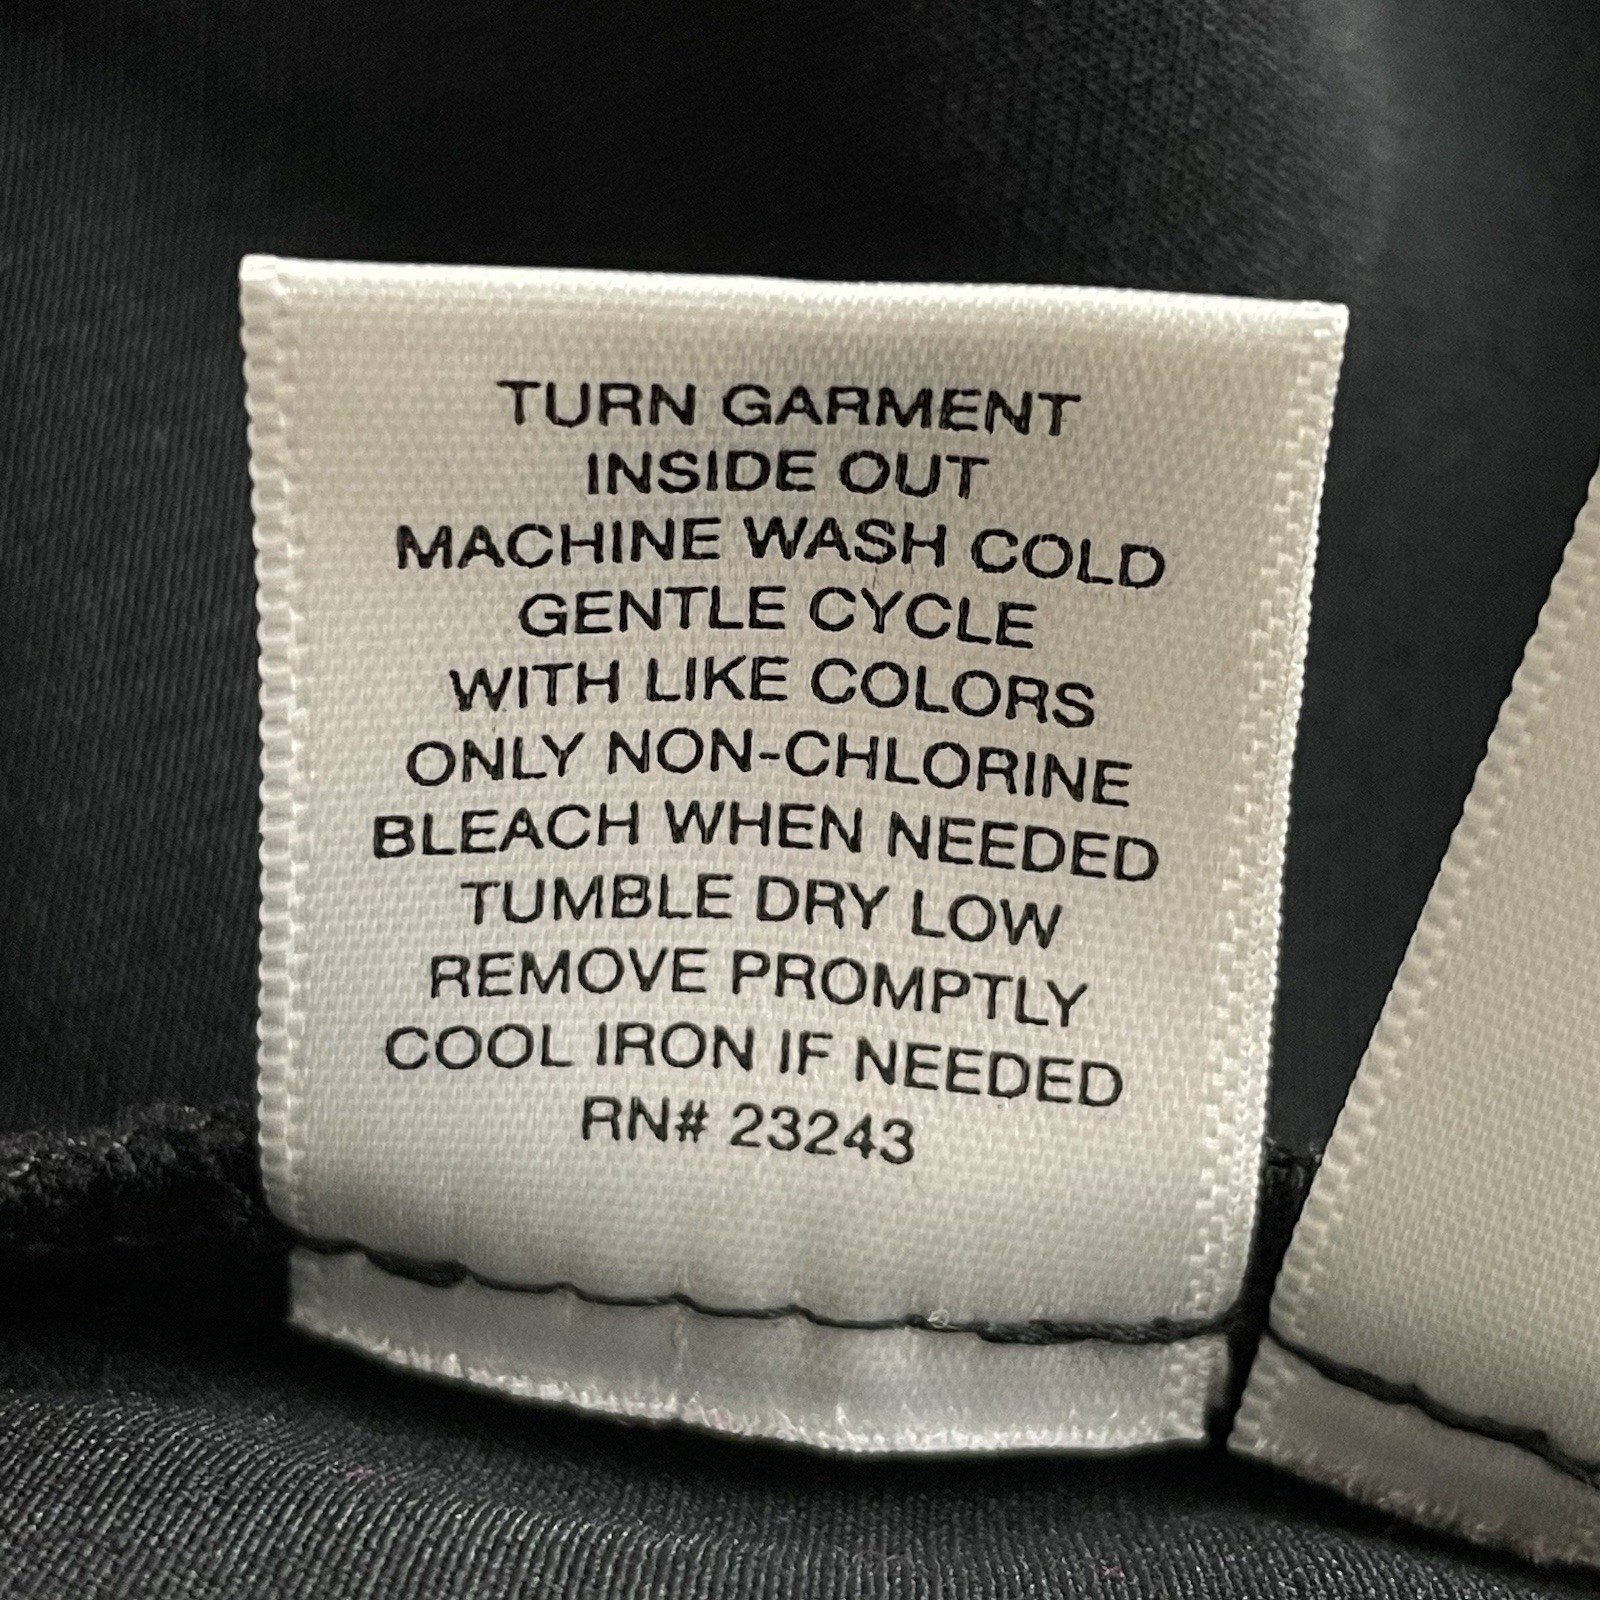 TURN GARMENT
INSIDE OUT
MACHINE WASH COLD
GENTLE CYCLE
WITH LIKE COLORS
ONLY NON-CHLORINE
BLEACH WHEN NEEDED
TUMBLE DRY LOW
REMOVE PROMPTLY
COOL IRON IF NEEDED
RN# 23243